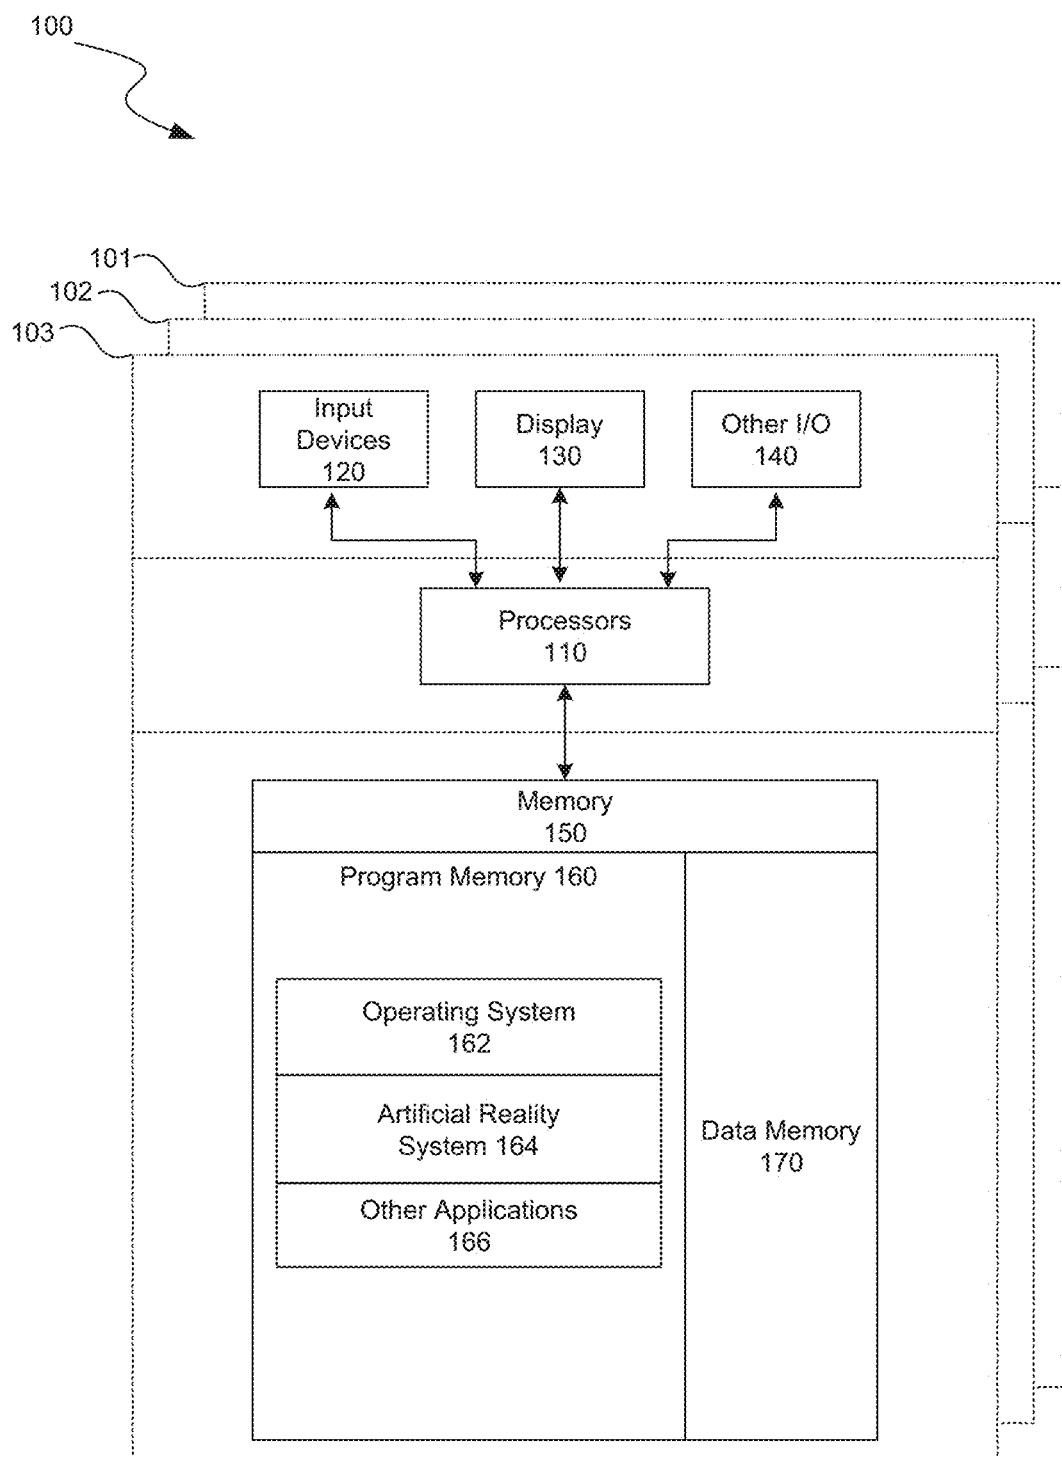 100
101
102
103
Input
Devices
120
Display
130
Other I/O
140
Processors
110
Memory
150
Program Memory 160
Operating System
162
Artificial Reality
System 164
Other Applications
166
Data Memory
170